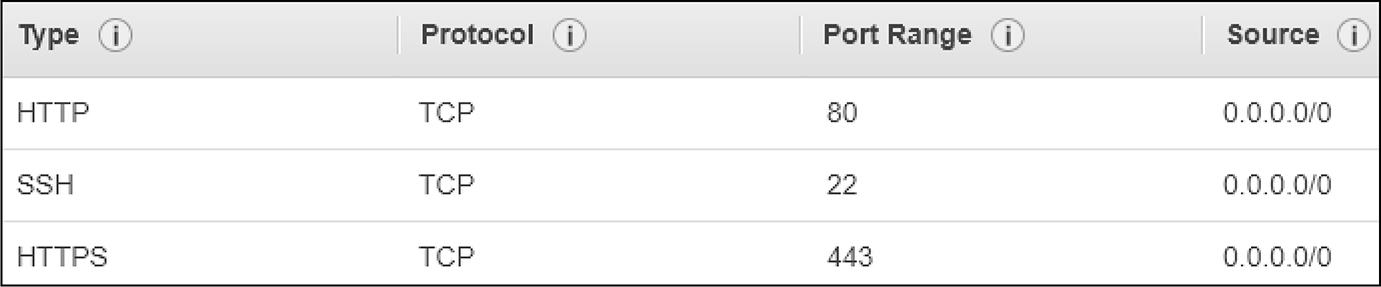 Type i Protocol i Port Range i Source i
HTTP TCP 80 0.0.0.0/0
SSH TCP 22 0.0.0.0/0
HTTPS TCP 443 0.0.0.0/0